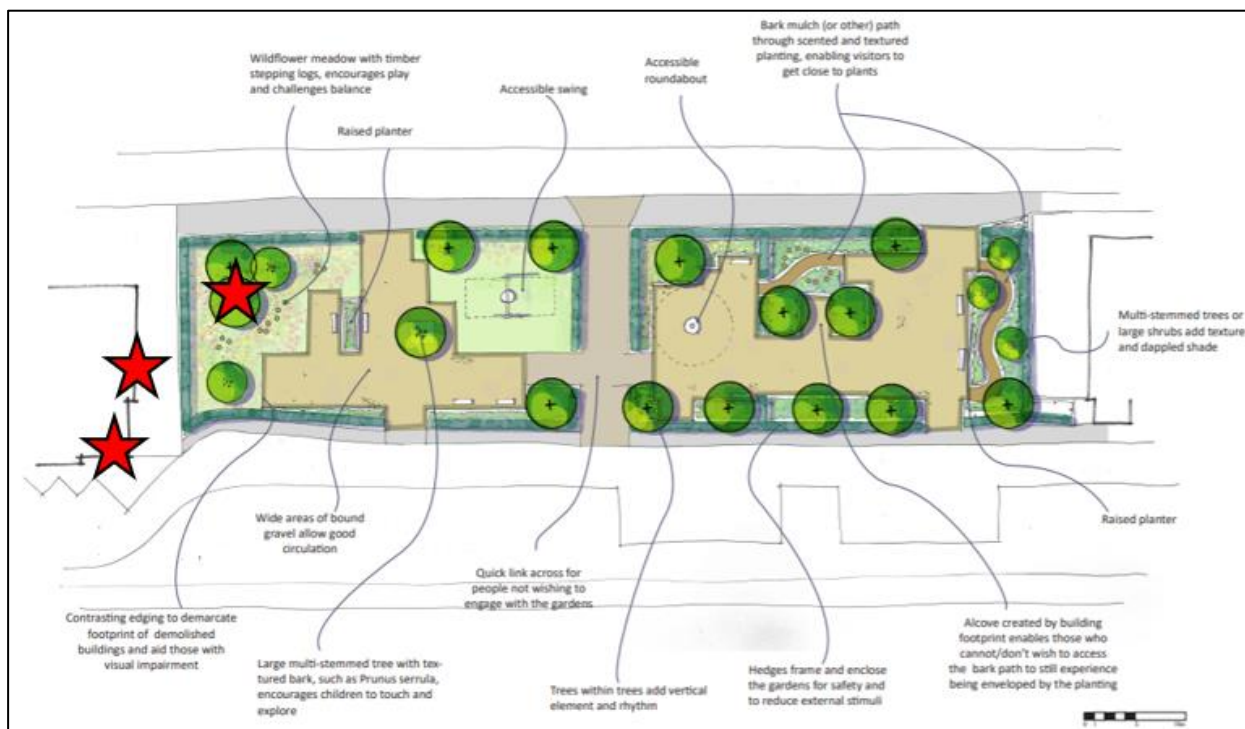 Wildflower meadow with timber
stepping logs, encourages play
and challenges balance
Raised planter
Accessible swing
Accessible
roundabout
Bark mulch (or other) path
through scented and textured
planting, enabling visitors to
get close to plants
Multi-stemmed trees or
large shrubs add texture
and dappled shade
Raised planter
Wide areas of bound
gravel allow good
circulation
Quick link across for
people not wishing to
engage with the gardens
Contrasting edging to demarcate
footprint of demolished
buildings and aid those with
visual impairment
Large multi-stemmed tree with tex-
tured bark, such as Prunus serrula,
encourages children to touch and
explore
Trees within trees add vertical
element and rhythm
Hedges frame and enclose
the gardens for safety and
to reduce external stimuli
Alcove created by building
footprint enables those who
cannot/don't wish to access
the bark path to still experience
being enveloped by the planting